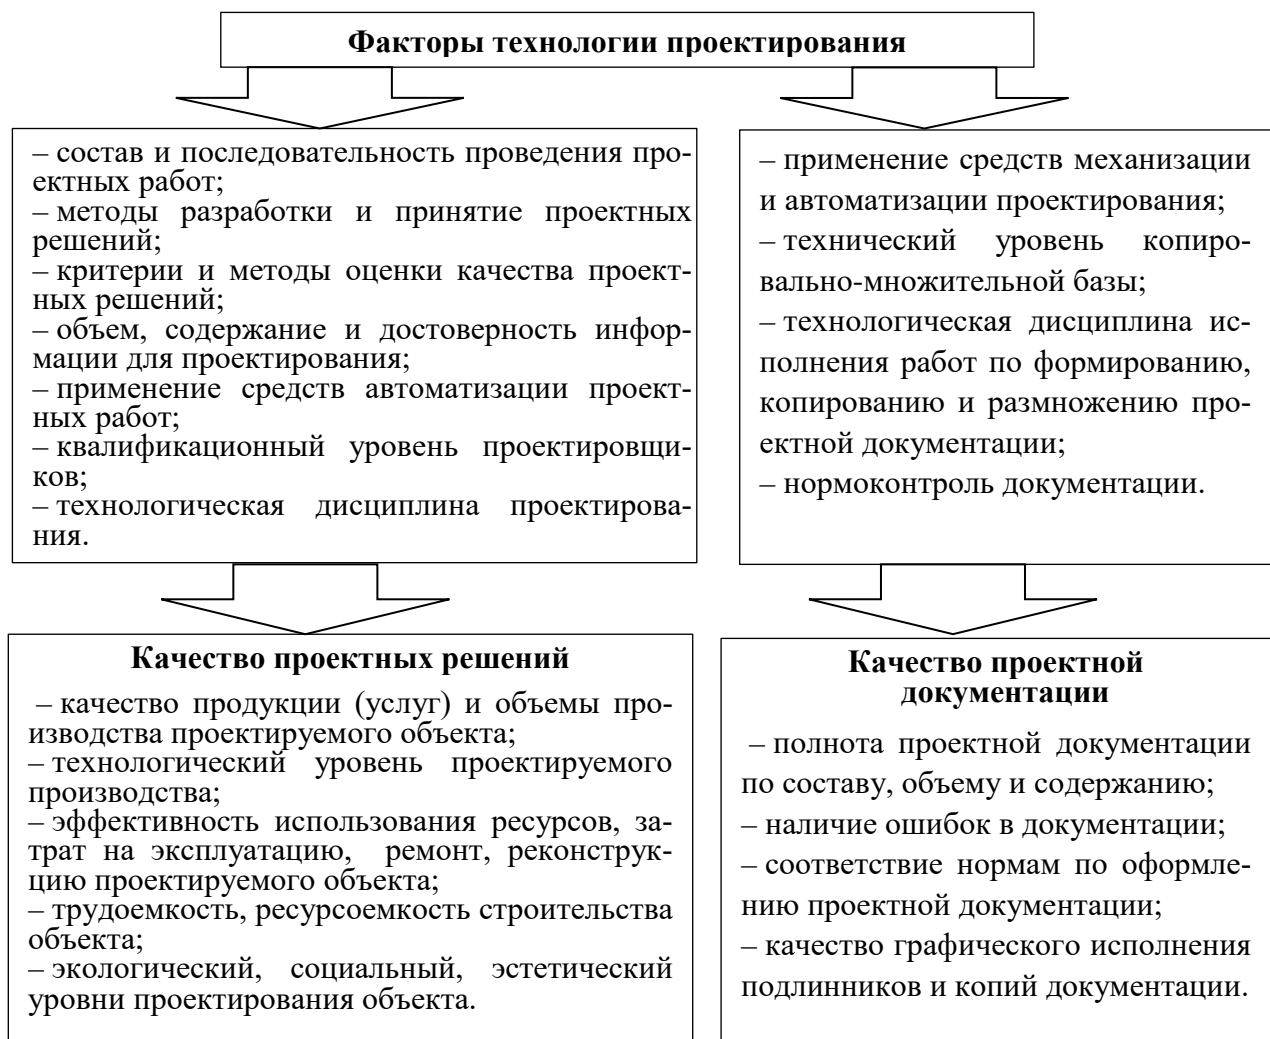 Факторы технологии проектирования
– состав и последовательность проведения про-
ектных работ;
– методы разработки и принятие проектных
решений;
– критерии и методы оценки качества проект-
ных решений;
– объем, содержание и достоверность инфор-
мации для проектирования;
– применение средств автоматизации проект-
ных работ;
– квалификационный уровень проектировщи-
ков;
– технологическая дисциплина проектирова-
ния.
– применение средств механизации
и автоматизации проектирования;
– технический уровень копиро-
вально-множительной базы;
– технологическая дисциплина ис-
полнения работ по формированию,
копированию и размножению про-
ектной документации;
– нормоконтроль документации.
Качество проектных решений
– качество продукции (услуг) и объемы про-
изводства проектируемого объекта;
– технологический уровень проектируемого
производства;
– эффективность использования ресурсов, за-
трат на эксплуатацию, ремонт, реконструк-
цию проектируемого объекта;
– трудоемкость, ресурсоемкость строительства
объекта;
– экологический, социальный, эстетический
уровни проектирования объекта.
Качество проектной
документации
– полнота проектной документации
по составу, объему и содержанию;
– наличие ошибок в документации;
– соответствие нормам по оформле-
нию проектной документации;
– качество графического исполнения
подлинников и копий документации.